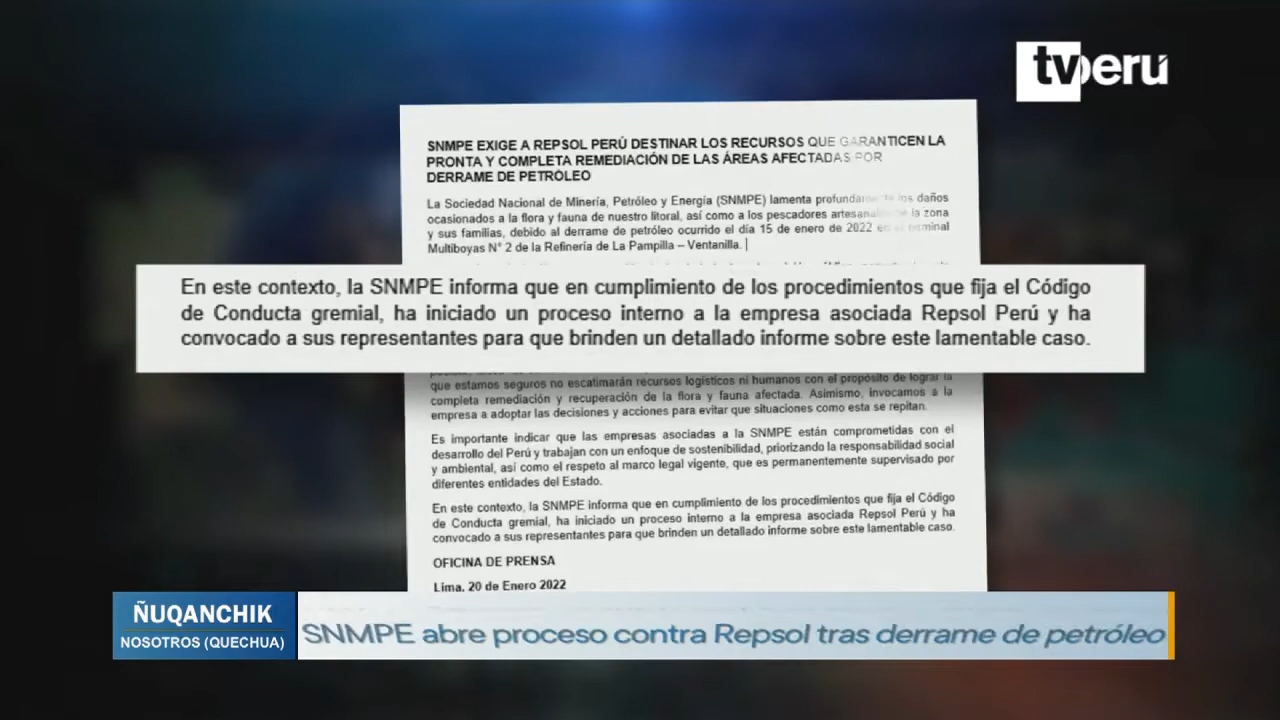 tvperú
SNMPE EXIGE A REPSOL PERÚ DESTINAR LOS RECURSOS QUE GARANTICEN LA
PRONTA Y COMPLETA REMEDIACIÓN DE LAS ÁREAS AFECTADAS POR
DERRAME DE PETRÓLEO
La Sociedad Nacional de Minería, Petróleo y Energía (SNMPE) lamenta profundamente los daños
ocasionados a la flora y fauna de nuestro litoral, así como a los pescadores artesanales de la zona
y sus familias, debido al derrame de petróleo ocurrido el día 15 de enero de 2022 en el terminal
Multiboyas N° 2 de la Refinería de La Pampilla – Ventanilla.
En este contexto, la SNMPE informa que en cumplimiento de los procedimientos que fija el Código
de Conducta gremial, ha iniciado un proceso interno a la empresa asociada Repsol Perú y ha
convocado a sus representantes para que brinden un detallado informe sobre este lamentable caso.
que estamos seguros no escatimarán recursos logísticos ni humanos con el propósito de lograr la
completa remediación y recuperación de la flora y fauna afectada. Asimismo, invocamos a la
empresa a adoptar las decisiones y acciones para evitar que situaciones como esta se repitan.
Es importante indicar que las empresas asociadas a la SNMPE están comprometidas con el
desarrollo del Perú y trabajan con un enfoque de sostenibilidad, priorizando la responsabilidad social
y ambiental, así como el respeto al marco legal vigente, que es permanentemente supervisado por
diferentes entidades del Estado.
En este contexto, la SNMPE informa que en cumplimiento de los procedimientos que fija el Código
de Conducta gremial, ha iniciado un proceso interno a la empresa asociada Repsol Perú y ha
convocado a sus representantes para que brinden un detallado informe sobre este lamentable caso.
OFICINA DE PRENSA
Lima, 20 de Enero 2022
ÑUQANCHIK
NOSOTROS (QUECHUA)
SNMPE abre proceso contra Repsol tras derrame de petróleo